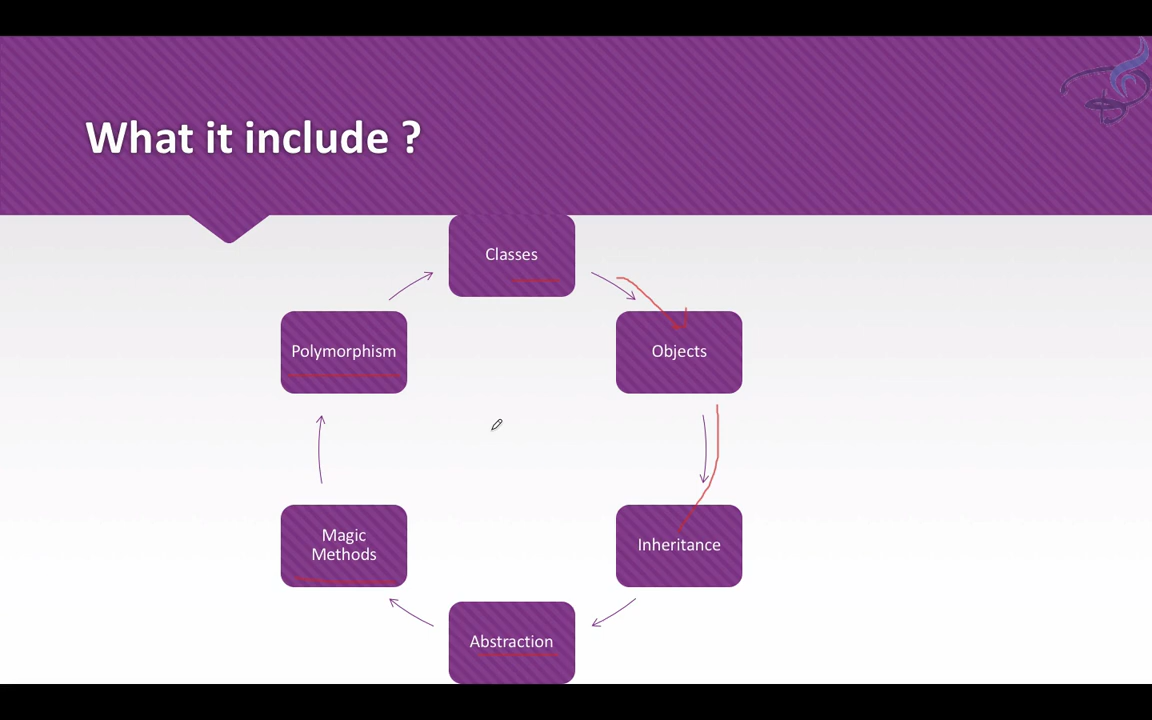 What it include ?
Classes
Objects
Inheritance
Abstraction
Magic
Methods
Polymorphism